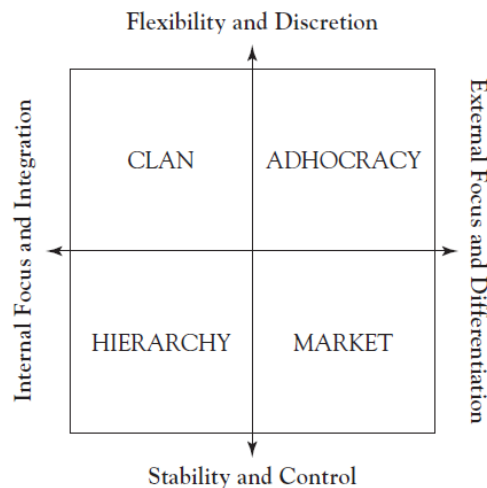 Flexibility and Discretion
Internal Focus and Integration
External Focus and Differentiation
CLAN
ADHOCRACY
HIERARCHY
MARKET
Stability and Control